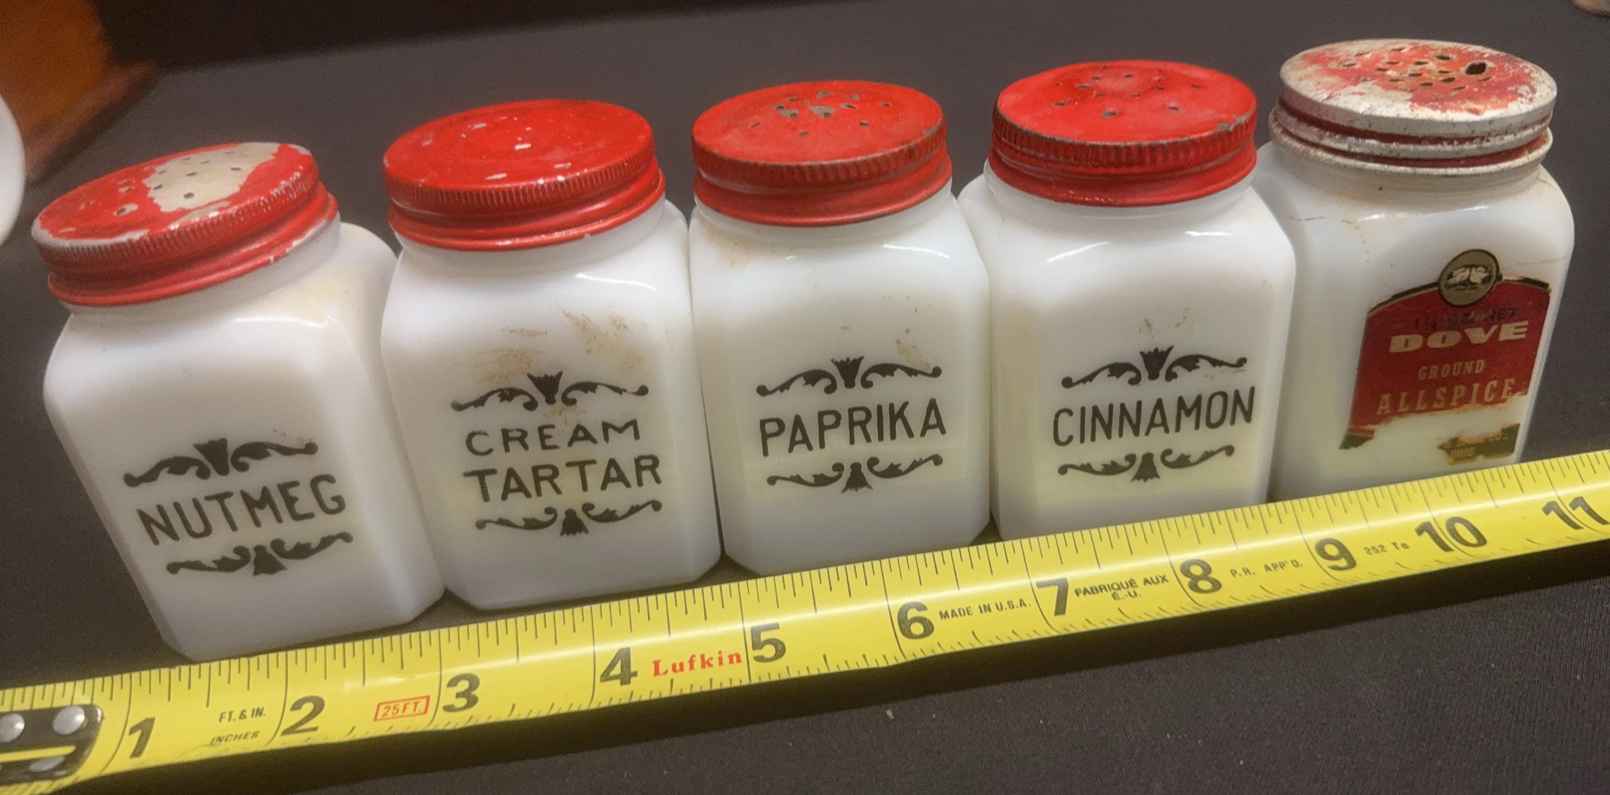 NUTMEG
CREAM
TARTAR
PAPRIKA
CINNAMON
DOVE
GROUND
ALLSPICE
1
FT. & IN.
INCHES
2
25FT.
3
4
Lufkin
5
6
MADE IN U.S.A.
7
FABRIQUÉ AUX
É.-U.
8
P.R. APP'D.
9
10
11